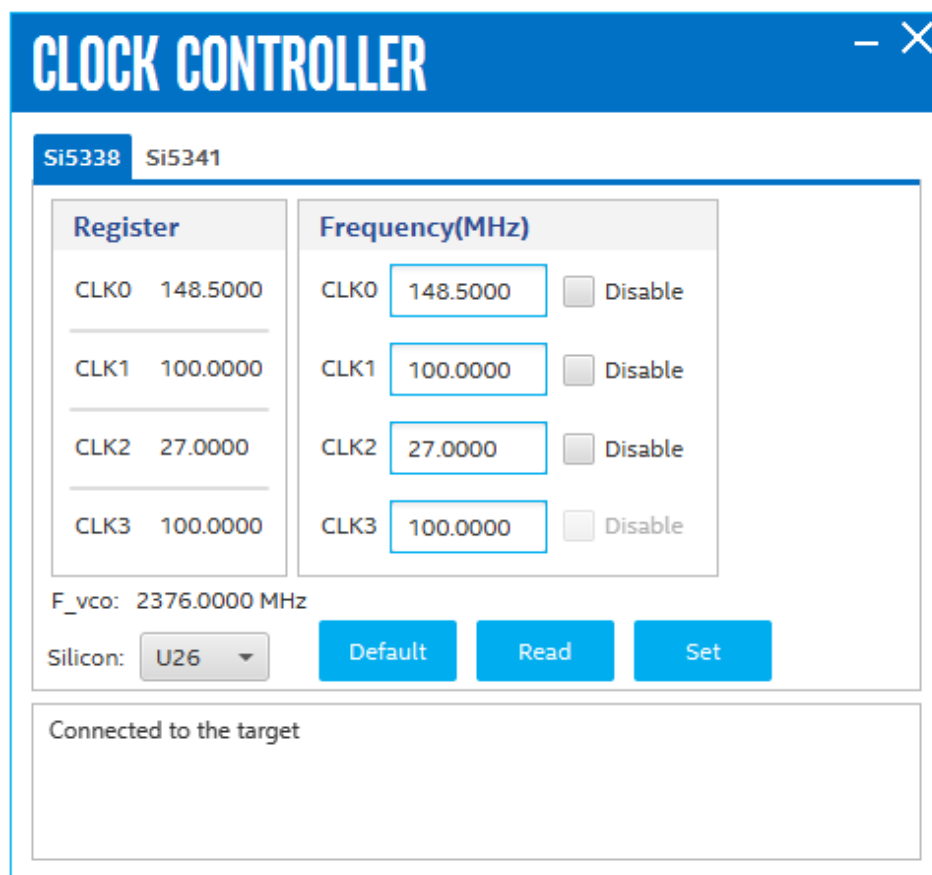 CLOCK CONTROLLER
Si5338 Si5341
Register Frequency(MHz)
CLK0 148.5000 CLK0 148.5000 Disable
CLK1 100.0000 CLK1 100.0000 Disable
CLK2 27.0000 CLK2 27.0000 Disable
CLK3 100.0000 CLK3 100.0000 Disable
F_vco: 2376.0000 MHz
Silicon: U26 Default Read Set
Connected to the target